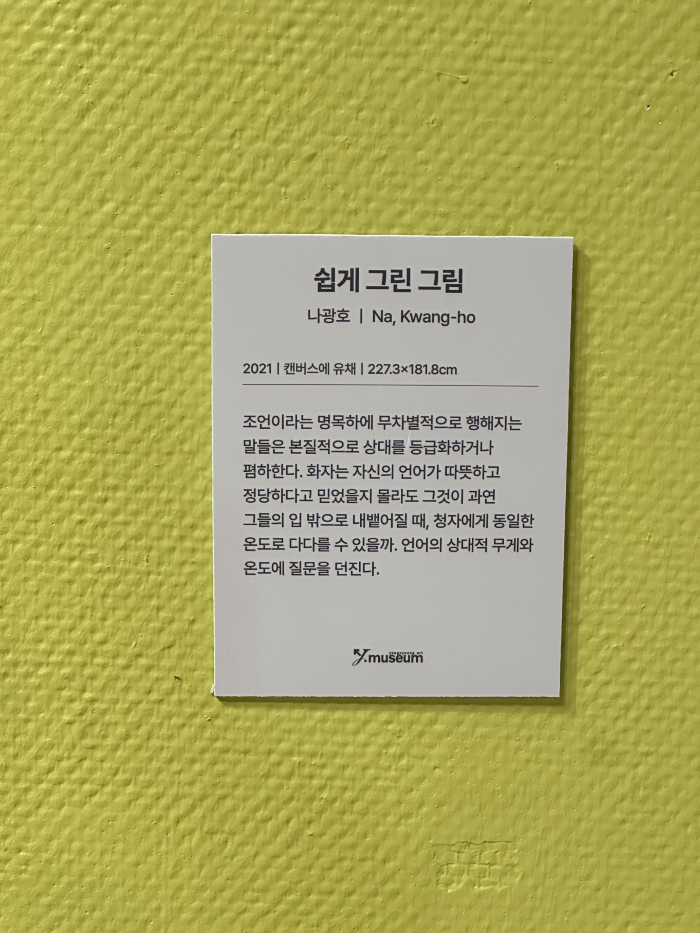 쉽게 그린 그림
나광호 | Na, Kwang-ho
2021 | 캔버스에 유채 | 227.3×181.8cm
조언이라는 명목하에 무차별적으로 행해지는
말들은 본질적으로 상대를 등급화하거나
폄하한다. 화자는 자신의 언어가 따뜻하고
정당하다고 믿었을지 몰라도 그것이 과연
그들의 입 밖으로 내뱉어질 때, 청자에게 동일한
온도로 다다를 수 있을까. 언어의 상대적 무게와
온도에 질문을 던진다.
y.museum